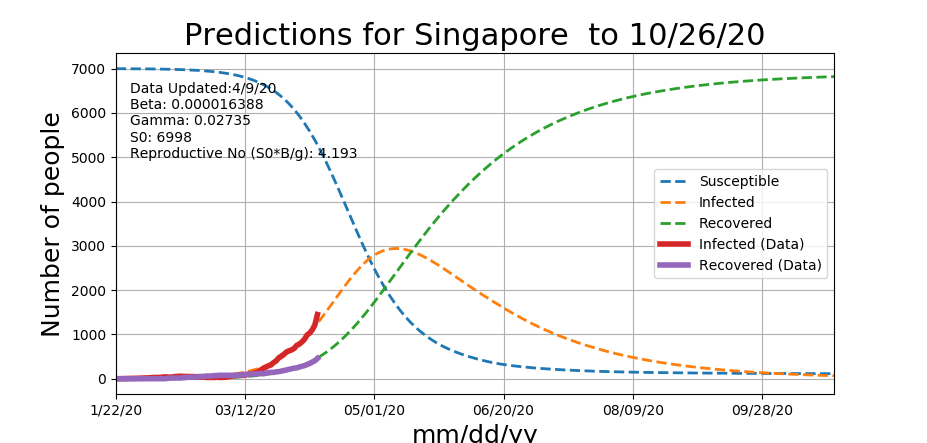 Predictions for Singapore  to 10/26/20
Number of people
7000
6000
5000
4000
3000
2000
1000
0
Data Updated:4/9/20
Beta: 0.000016388
Gamma: 0.02735
S0: 6998
Reproductive No (S0*B/g): 4.193
Susceptible
Infected
Recovered
Infected (Data)
Recovered (Data)
1/22/20 03/12/20 05/01/20 06/20/20 08/09/20 09/28/20
mm/dd/yy